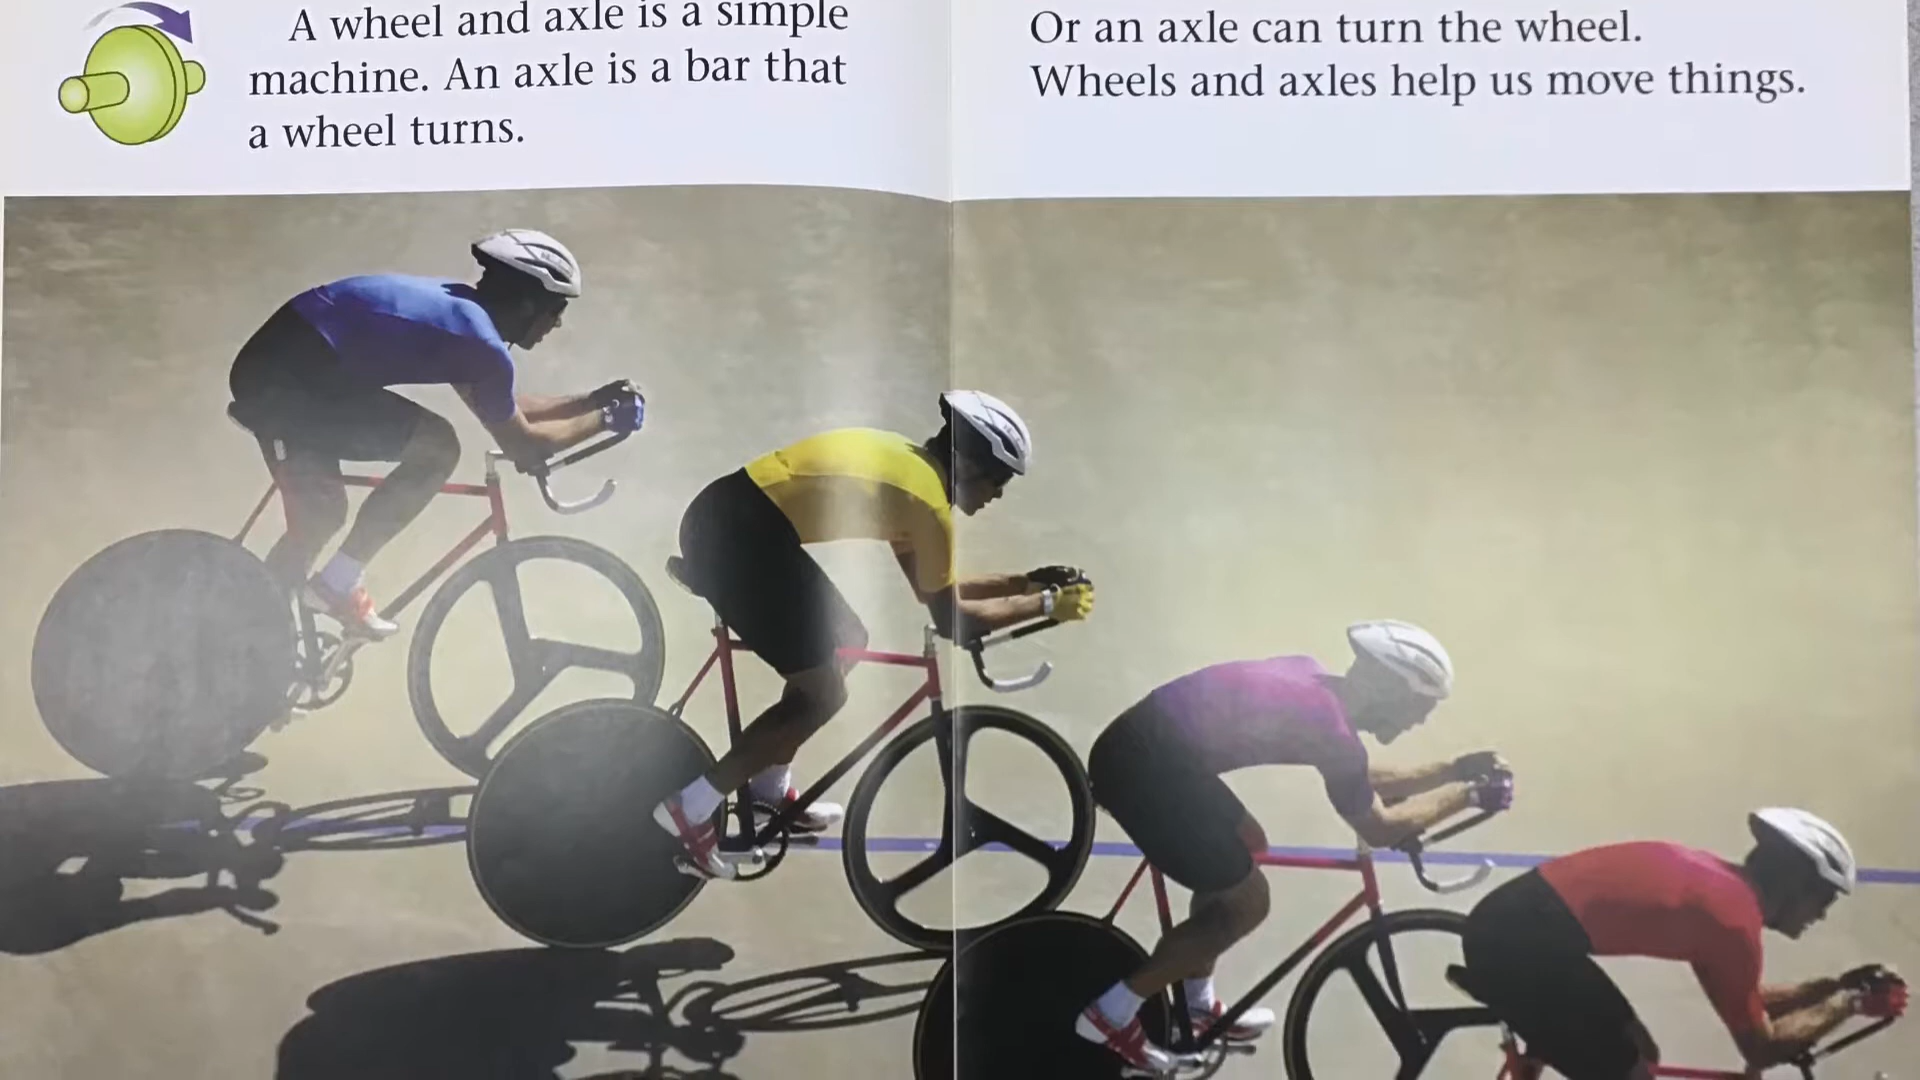 A wheel and axle is a simple
machine. An axle is a bar that
a wheel turns.
Or an axle can turn the wheel.
Wheels and axles help us move things.